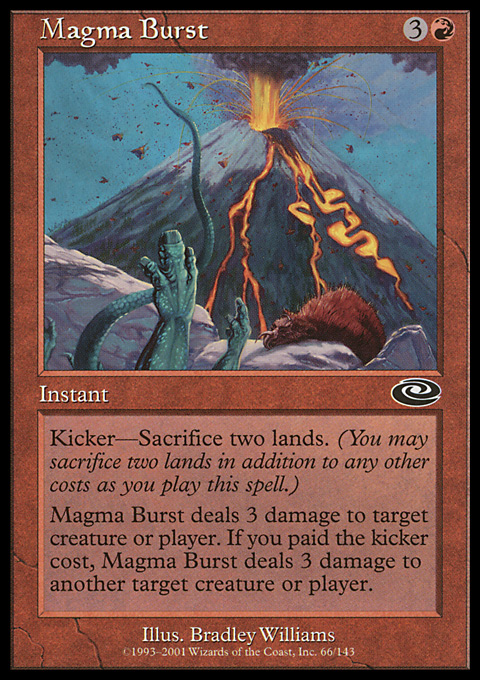 Magma Burst 3
Instant
Kicker—Sacrifice two lands. (You may
sacrifice two lands in addition to any other
costs as you play this spell.)
Magma Burst deals 3 damage to target
creature or player. If you paid the kicker
cost, Magma Burst deals 3 damage to
another target creature or player.
Illus. Bradley Williams
©1993–2001 Wizards of the Coast, Inc. 66/143